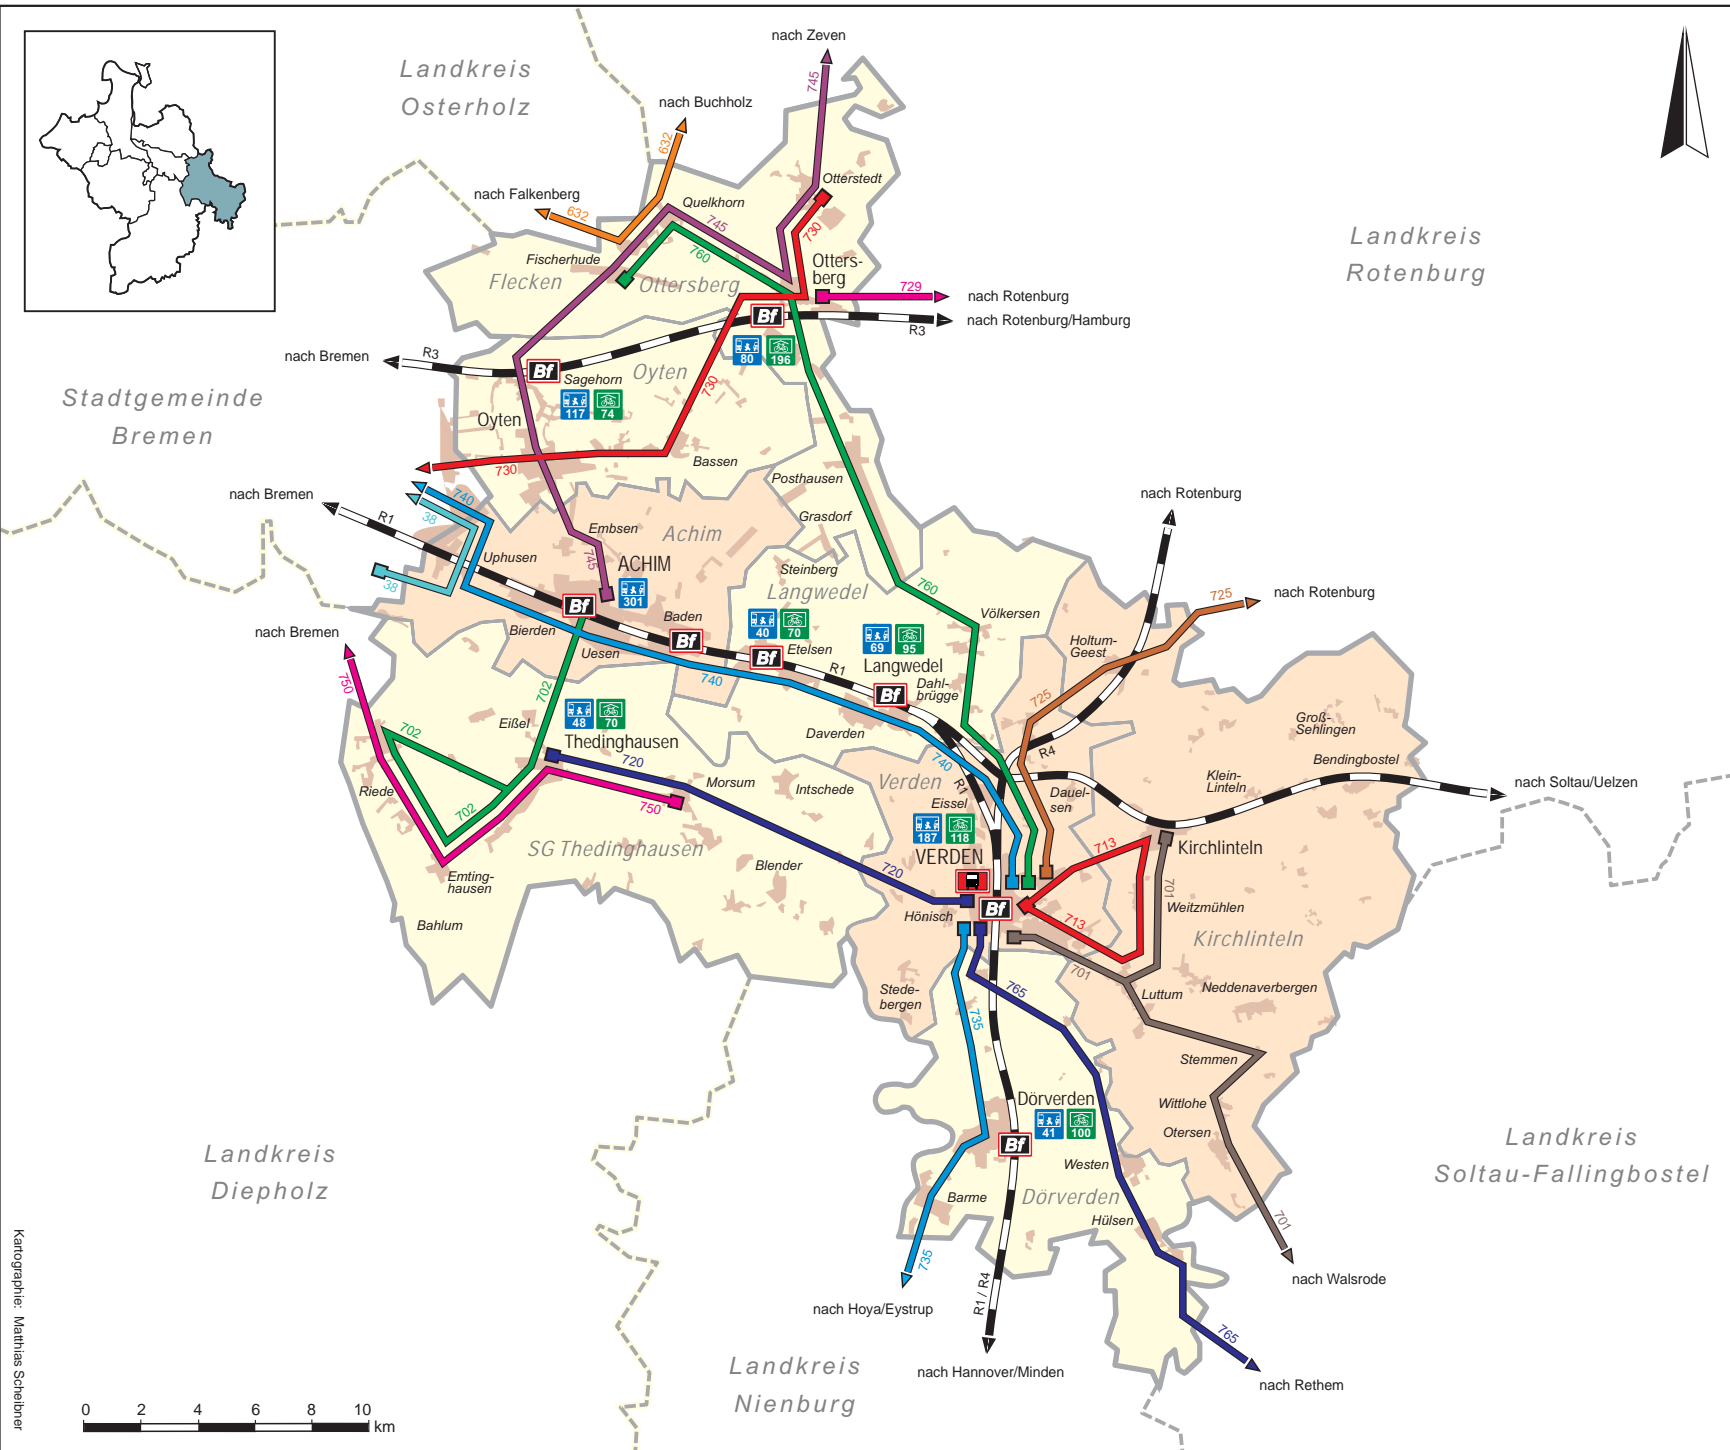 nach Zeven
745
Landkreis
Osterholz
nach Buchholz
632
nach Falkenberg
632
Otterstedt
Quelkhorn
745
730
760
Fischerhude
Flecken
Ottersberg
Otters-
berg
729
nach Rotenburg
nach Rotenburg/Hamburg
R3
Landkreis
Rotenburg
Bf
80
196
nach Bremen
R3
Bf
Sagehorn
Oyten
117
74
730
Oyten
Stadtgemeinde
Bremen
730
Bassen
Posthausen
nach Bremen
R1
740
38
Grasdorf
nach Rotenburg
Embsen
Achim
745
Uphusen
ACHIM
301
Steinberg
Langwedel
760
38
Bf
Baden
Bf
40
70
Etelsen
Bf
69
95
Langwedel
Völkersen
725
nach Rotenburg
nach Bremen
Bierden
Uesen
740
R1
Bf
Dahl-
brügge
Holtum-
Geest
725
750
702
702
Eißel
48
70
Thedinghausen
720
Daverden
740
R1
R4
Groß-
Sehlingen
Bendingbostel
nach Soltau/Uelzen
Riede
702
750
Morsum
Intschede
Verden
Eissel
Dauel-
sen
Klein-
Linteln
187
118
VERDEN
713
Kirchlinteln
SG Thedinghausen
Blender
720
Emting-
hausen
701
Weitzmühlen
Bf
Hönisch
713
Bahlum
Kirchlinteln
701
Stede-
bergen
765
735
Luttum
Neddenaverbergen
Stemmen
Dörverden
41
100
Bf
Wittlohe
Otersen
Westen
Landkreis
Diepholz
Landkreis
Soltau-Fallingbostel
Barme
Dörverden
Hülsen
701
735
R1 / R4
nach Walsrode
nach Hoya/Eystrup
765
nach Hannover/Minden
nach Rethem
Landkreis
Nienburg
Kartographie: Matthias Scheibner
0 2 4 6 8 10
km